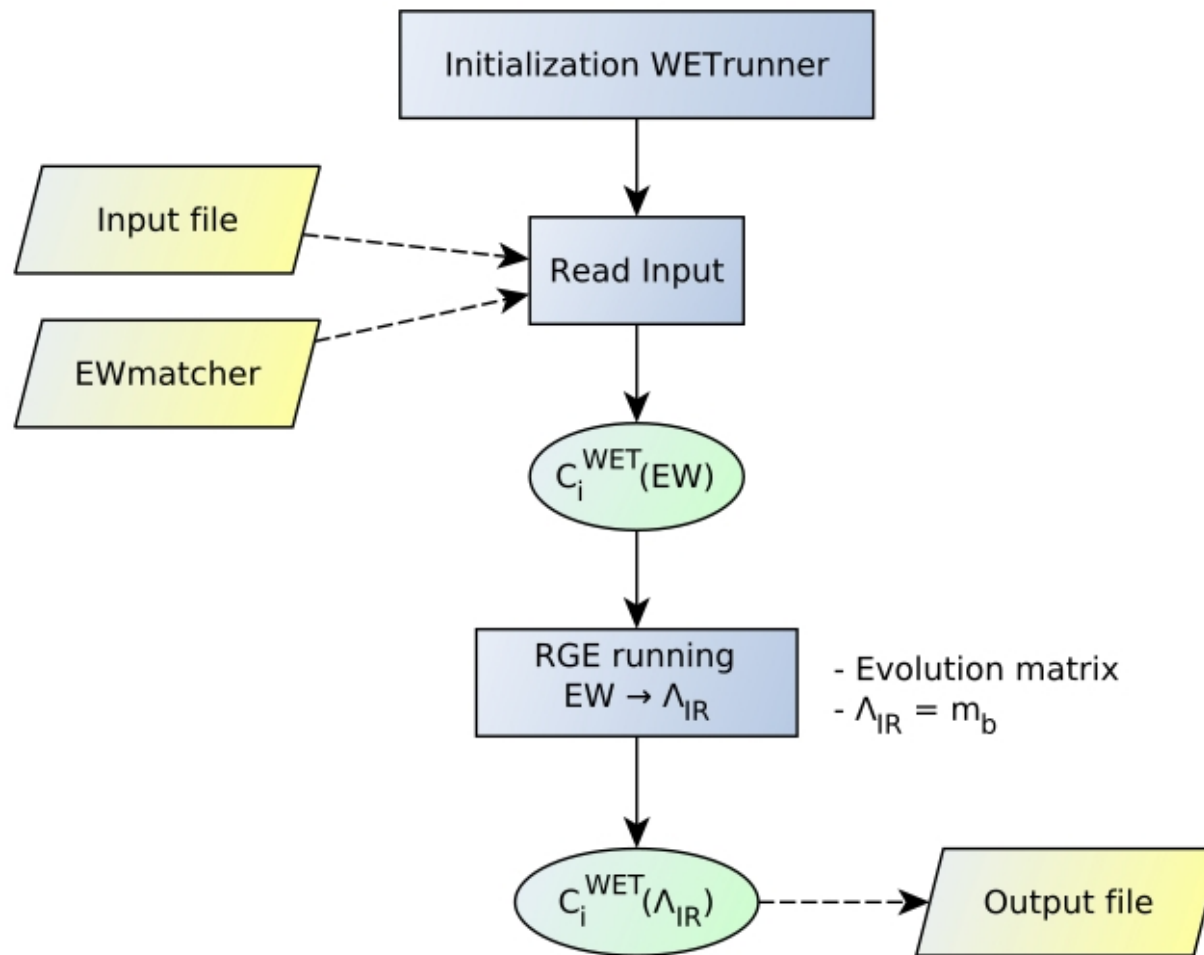 Initialization WETrunner
Input file
Read Input
EWmatcher
C_i^WET(EW)
RGE running
EW → Λ_IR
- Evolution matrix
- Λ_IR = m_b
C_i^WET(Λ_IR)
Output file